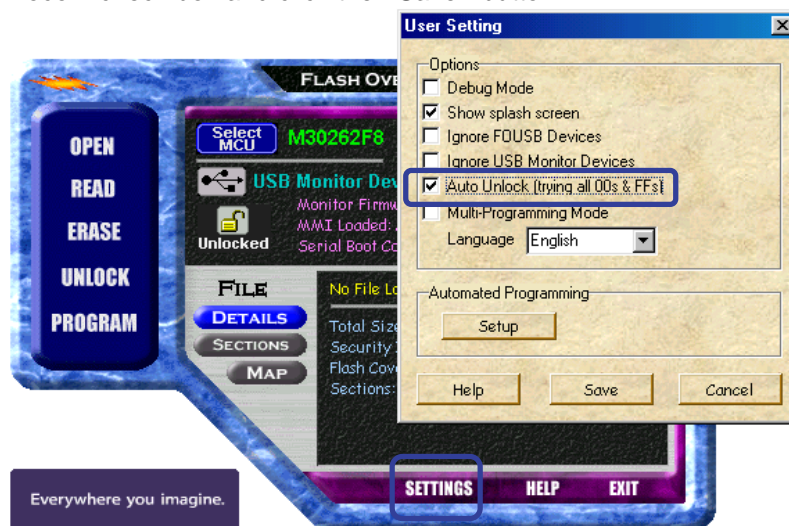 User Setting
FLASH OVE
Options
Debug Mode
Show splash screen
Ignore FOUSB Devices
Ignore USB Monitor Devices
Auto Unlock (trying all 00s & FFs)
Multi-Programming Mode
Language English
Automated Programming
Setup
Help Save Cancel
OPEN
READ
ERASE
UNLOCK
PROGRAM
Select
MCU
M30262F8
USB Monitor Dev
Monitor Firmw
MMI Loaded:
Serial Boot Co
Unlocked
FILE
DETAILS
SECTIONS
MAP
No File Lo
Total Size
Security
Flash Cov
Sections:
SETTINGS HELP EXIT
Everywhere you imagine.